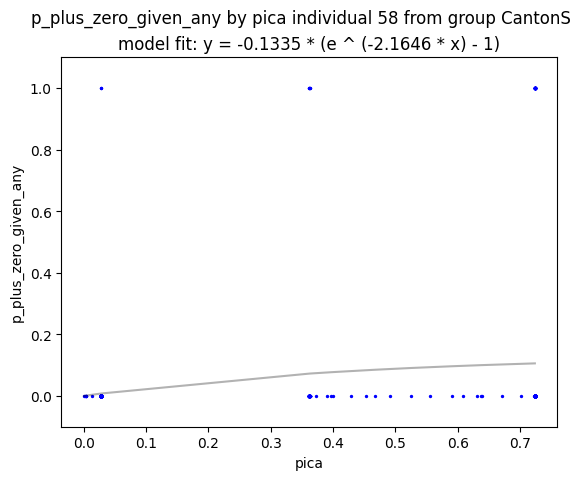 p_plus_zero_given_any by pica individual 58 from group CantonS
model fit: y = -0.1335 * (e ^ (-2.1646 * x) - 1)
1.0
0.8
0.6
0.4
0.2
0.0
p_plus_zero_given_any
0.0 0.1 0.2 0.3 0.4 0.5 0.6 0.7
pica